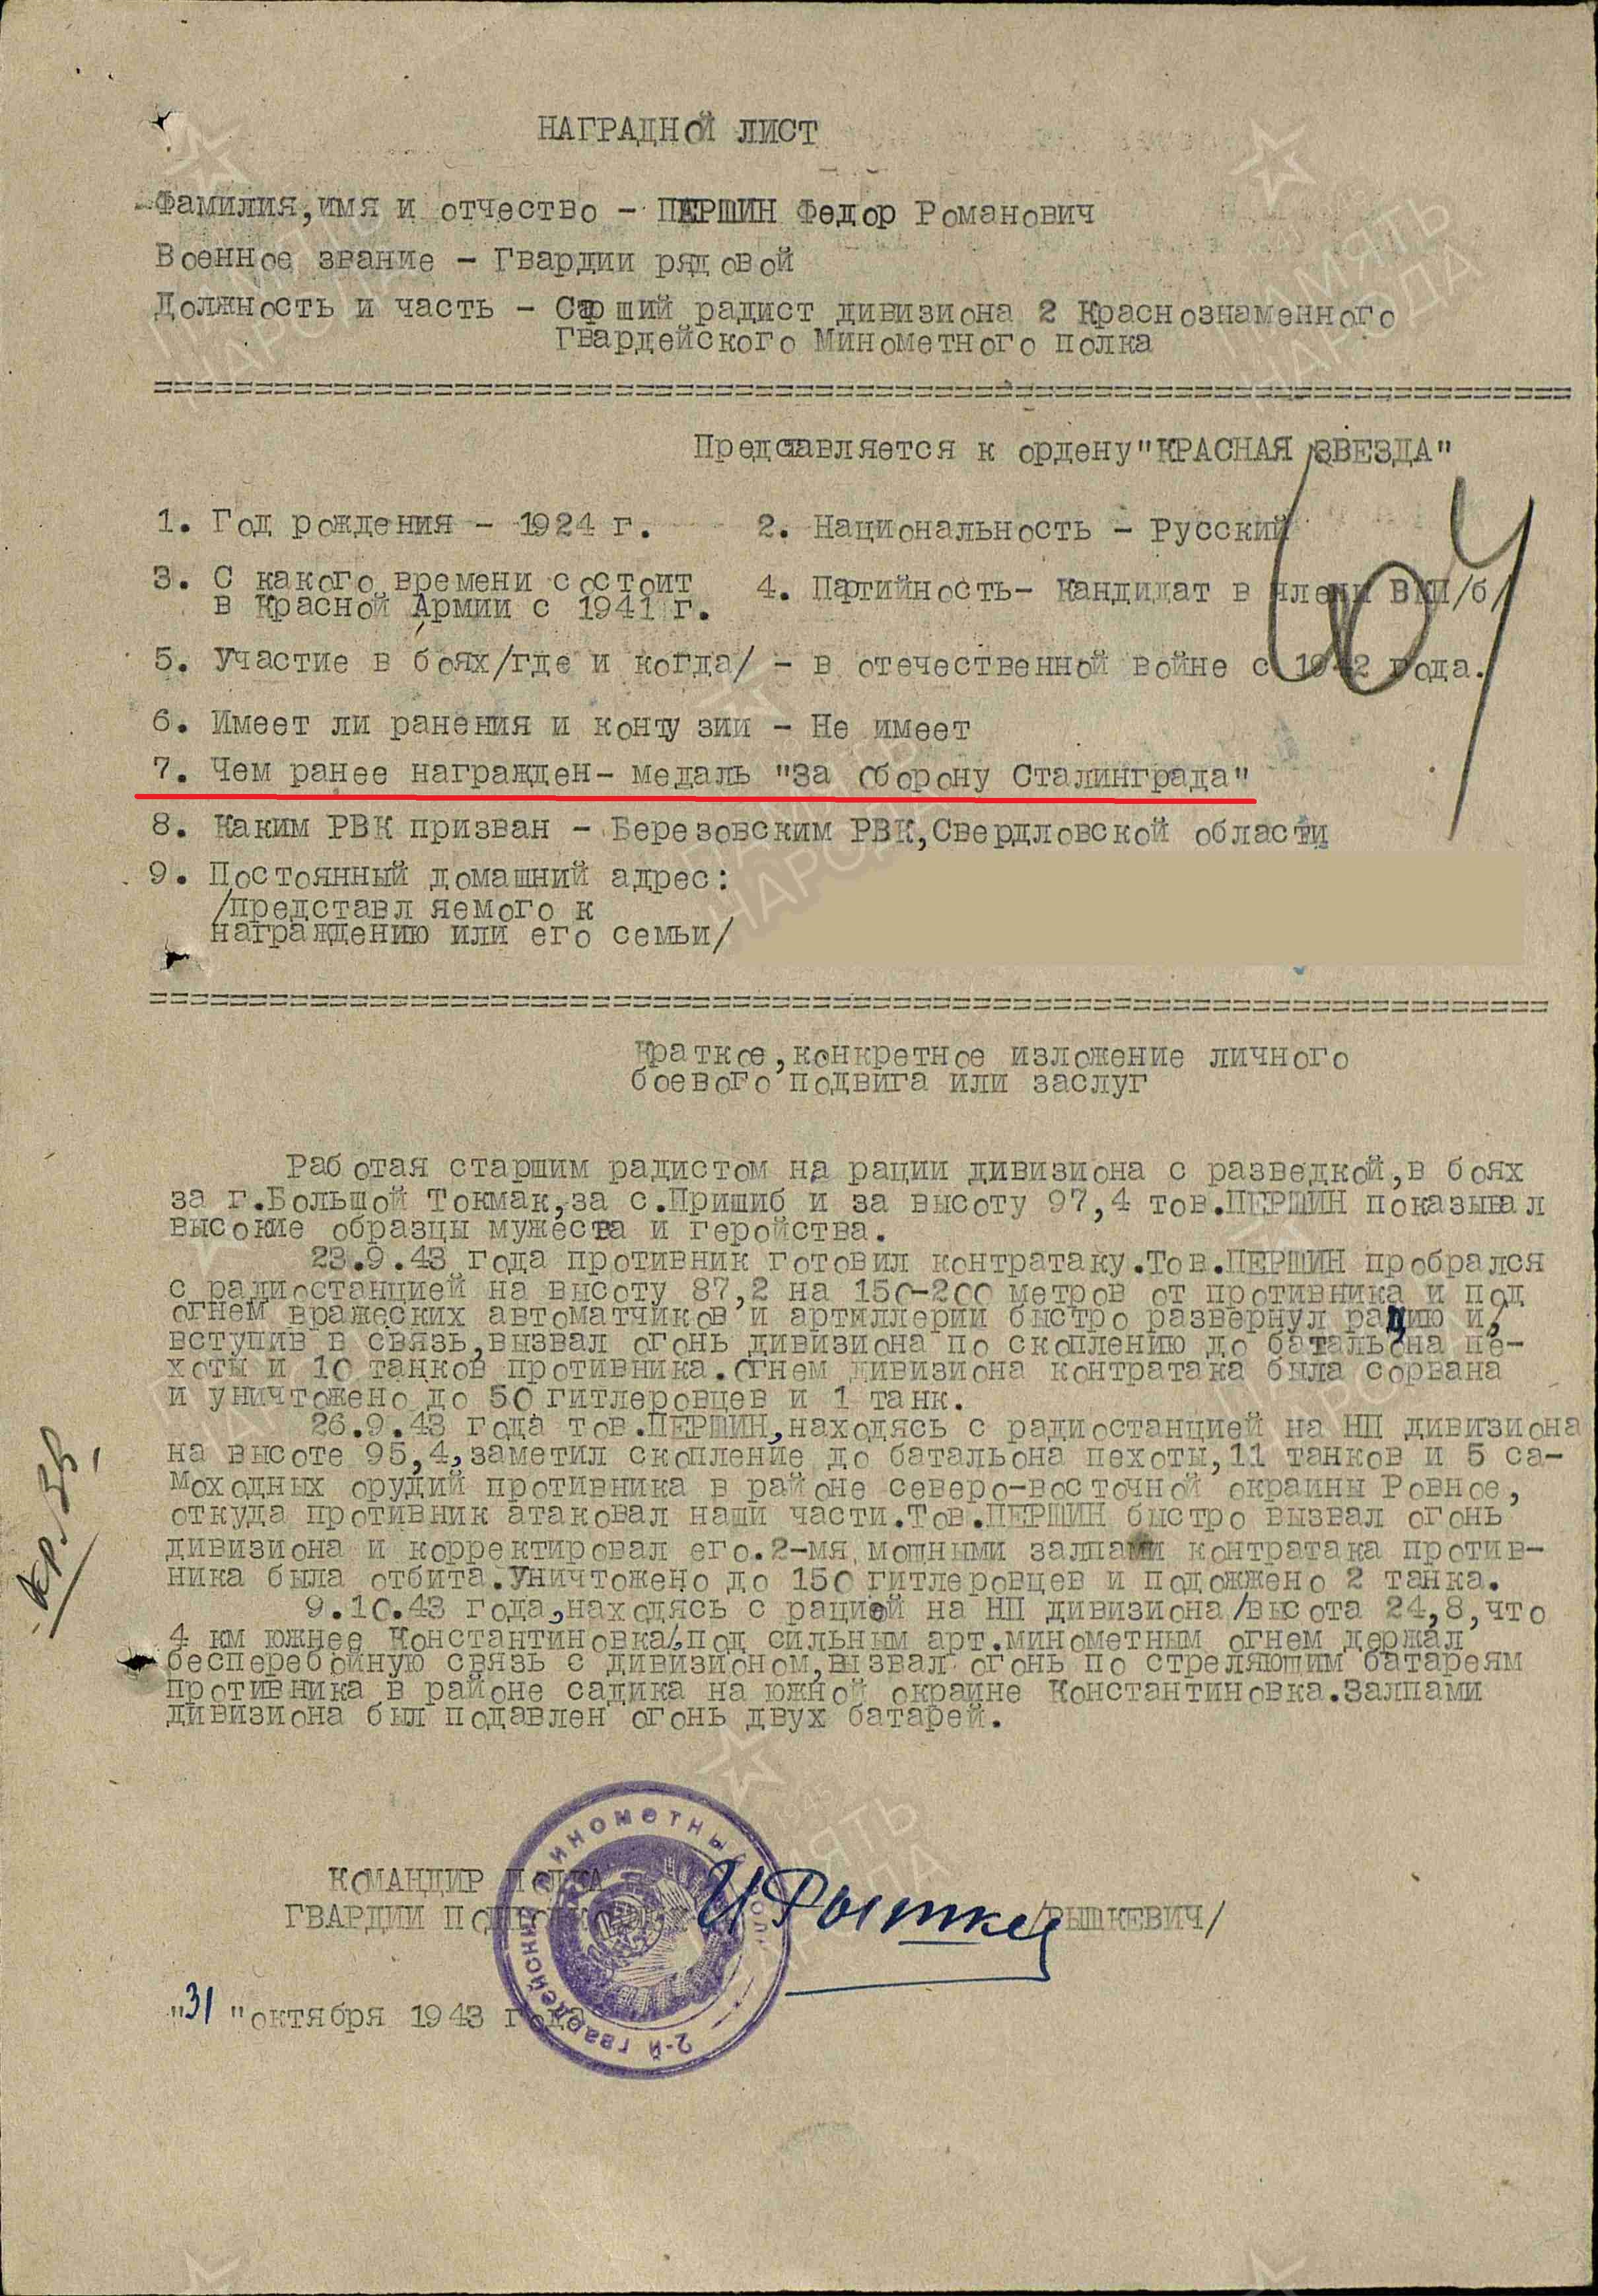 НАГРАДНОЙ ЛИСТ
Фамилия, имя и отчество - ПЕРШИН Федор Романович
Военное звание - Гвардии рядовой
Должность и часть - Старший радист дивизиона 2 Краснознаменного
Гвардейского Минометного полка
Представляется к ордену "КРАСНАЯ ЗВЕЗДА"
1. Год рождения - 1924 г. 2. Национальность - Русский
3. С какого времени состоит 4. Партийность- кандидат в члены ВКП/б/
в Красной Армии с 1941 г.
5. Участие в боях/где и когда/ - в отечественной войне с 1942 года.
6. Имеет ли ранения и контузии - Не имеет
7. Чем ранее награжден- медаль "За оборону Сталинграда"
8. Каким РВК призван - Березовским РВК, Свердловской области
9. Постоянный домашний адрес:
/представляемого к
награждению или его семьи/
Краткое, конкретное изложение личного
боевого подвига или заслуг
Работая старшим радистом на рации дивизиона с разведкой, в боях
за г.Большой Токмак, за с.Пришиб и за высоту 97,4 тов.ПЕРШИН показывал
высокие образцы мужества и геройства.
23.9.43 года противник готовил контратаку. Тов.ПЕРШИН пробрался
с радиостанцией на высоту 87,2 на 150-200 метров от противника и под
огнем вражеских автоматчиков и артиллерии быстро развернул рацию и,
вступив в связь, вызвал огонь дивизиона по скоплению до батальона пе-
хоты и 10 танков противника. Огнем дивизиона контратака была сорвана
и уничтожено до 50 гитлеровцев и 1 танк.
26.9.43 года тов.ПЕРШИН, находясь с радиостанцией на НП дивизиона
на высоте 95,4, заметил скопление до батальона пехоты, 11 танков и 5 са-
моходных орудий противника в районе северо-восточной окраины Ровное,
откуда противник атаковал наши части. Тов.ПЕРШИН быстро вызвал огонь
дивизиона и корректировал его. 2-мя мощными залпами контратака против-
ника была отбита. Уничтожено до 150 гитлеровцев и подожжено 2 танка.
9.10.43 года, находясь с рацией на НП дивизиона /высота 24,8, что
4 км южнее Константиновка/, под сильным арт.минометным огнем держал
бесперебойную связь с дивизионом, вызвал огонь по стреляющим батареям
противника в районе садика на южной окраине Константиновка. Залпами
дивизиона был подавлен огонь двух батарей.
КОМАНДИР ПОЛКА
ГВАРДИИ /РЫШКЕВИЧ/
"31" октября 1943 года
2-й гвардейский минометный
ПАМЯТЬ
НАРОДА